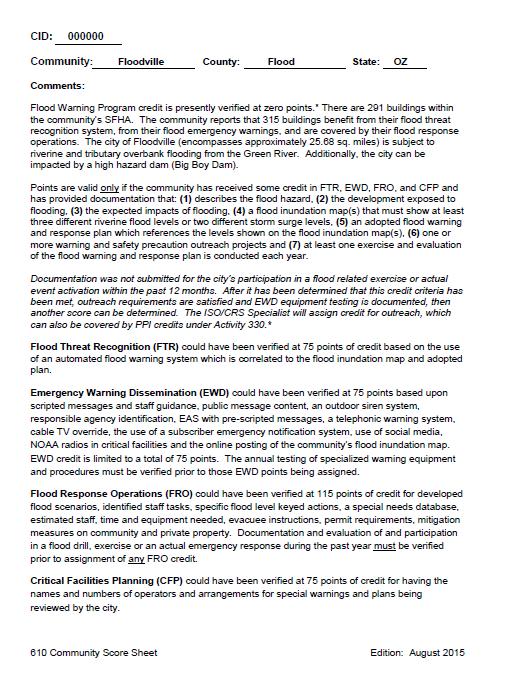 CID: 000000
Community: Floodville County: Flood State: OZ
Comments:
Flood Warning Program credit is presently verified at zero points.* There are 291 buildings within
the community's SFHA. The community reports that 315 buildings benefit from their flood threat
recognition system, from their flood emergency warnings, and are covered by their flood response
operations. The city of Floodville (encompasses approximately 25.68 sq. miles) is subject to
riverine and tributary overbank flooding from the Green River. Additionally, the city can be
impacted by a high hazard dam (Big Boy Dam).
Points are valid only if the community has received some credit in FTR, EWD, FRO, and CFP and
has provided documentation that: (1) describes the flood hazard, (2) the development exposed to
flooding, (3) the expected impacts of flooding, (4) a flood inundation map(s) that must show at least
three different riverine flood levels or two different storm surge levels, (5) an adopted flood warning
and response plan which references the levels shown on the flood inundation map(s), (6) one or
more warning and safety precaution outreach projects and (7) at least one exercise and evaluation
of the flood warning and response plan is conducted each year.
Documentation was not submitted for the city's participation in a flood related exercise or actual
event activation within the past 12 months. After it has been determined that this credit criteria has
been met, outreach requirements are satisfied and EWD equipment testing is documented, then
another score can be determined. The ISO/CRS Specialist will assign credit for outreach, which
can also be covered by PPI credits under Activity 330.*
Flood Threat Recognition (FTR) could have been verified at 75 points of credit based on the use
of an automated flood warning system which is correlated to the flood inundation map and adopted
plan.
Emergency Warning Dissemination (EWD) could have been verified at 75 points based upon
scripted messages and staff guidance, public message content, an outdoor siren system,
responsible agency identification, EAS with pre-scripted messages, a telephonic warning system,
cable TV override, the use of a subscriber emergency notification system, use of social media,
NOAA radios in critical facilities and the online posting of the community's flood inundation map.
EWD credit is limited to a total of 75 points. The annual testing of specialized warning equipment
and procedures must be verified prior to those EWD points being assigned.
Flood Response Operations (FRO) could have been verified at 115 points of credit for developed
flood scenarios, identified staff tasks, specific flood level keyed actions, a special needs database,
estimated staff, time and equipment needed, evacuee instructions, permit requirements, mitigation
measures on community and private property. Documentation and evaluation of and participation
in a flood drill, exercise or an actual emergency response during the past year must be verified
prior to assignment of any FRO credit.
Critical Facilities Planning (CFP) could have been verified at 75 points of credit for having the
names and numbers of operators and arrangements for special warnings and plans being
reviewed by the city.
610 Community Score Sheet Edition: August 2015